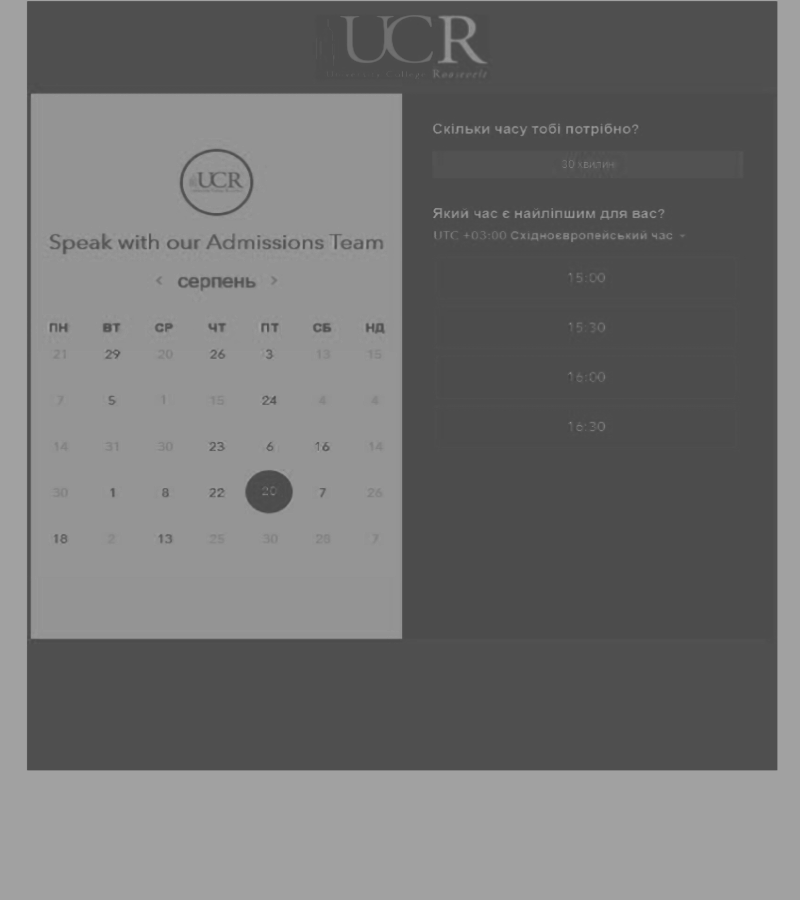 UCR
University College Roosevelt
UCR
Speak with our Admissions Team
< серпень >
ПН ВТ СР ЧТ ПТ СБ НД
21 29 20 26 3 13 15
7 5 1 15 24 4 4
14 31 30 23 6 16 14
30 1 8 22 20 7 26
18 2 13 25 30 28 7
Скільки часу тобі потрібно?
30 хвилин
Який час є найліпшим для вас?
UTC +03:00 Східноєвропейський час
15:00
15:30
16:00
16:30